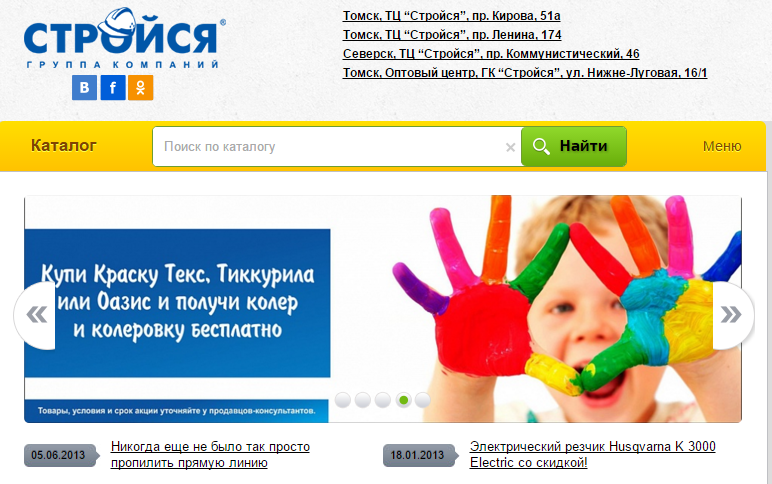 СТРОЙСЯ®
ГРУППА КОМПАНИЙ
В f
Томск, ТЦ “Стройся”, пр. Кирова, 51а
Томск, ТЦ “Стройся”, пр. Ленина, 174
Северск, ТЦ “Стройся”, пр. Коммунистический, 46
Томск, Оптовый центр, ГК “Стройся”, ул. Нижне-Луговая, 16/1
Каталог
Поиск по каталогу
×
Найти
Меню
Купи Краску Текс, Тиккурила
или Оазис и получи колер
и колеровку бесплатно
Товары, условия и срок акции уточняйте у продавцов-консультантов.
«
»
05.06.2013
Никогда еще не было так просто
пропилить прямую линию
18.01.2013
Электрический резчик Husqvarna K 3000
Electric со скидкой!